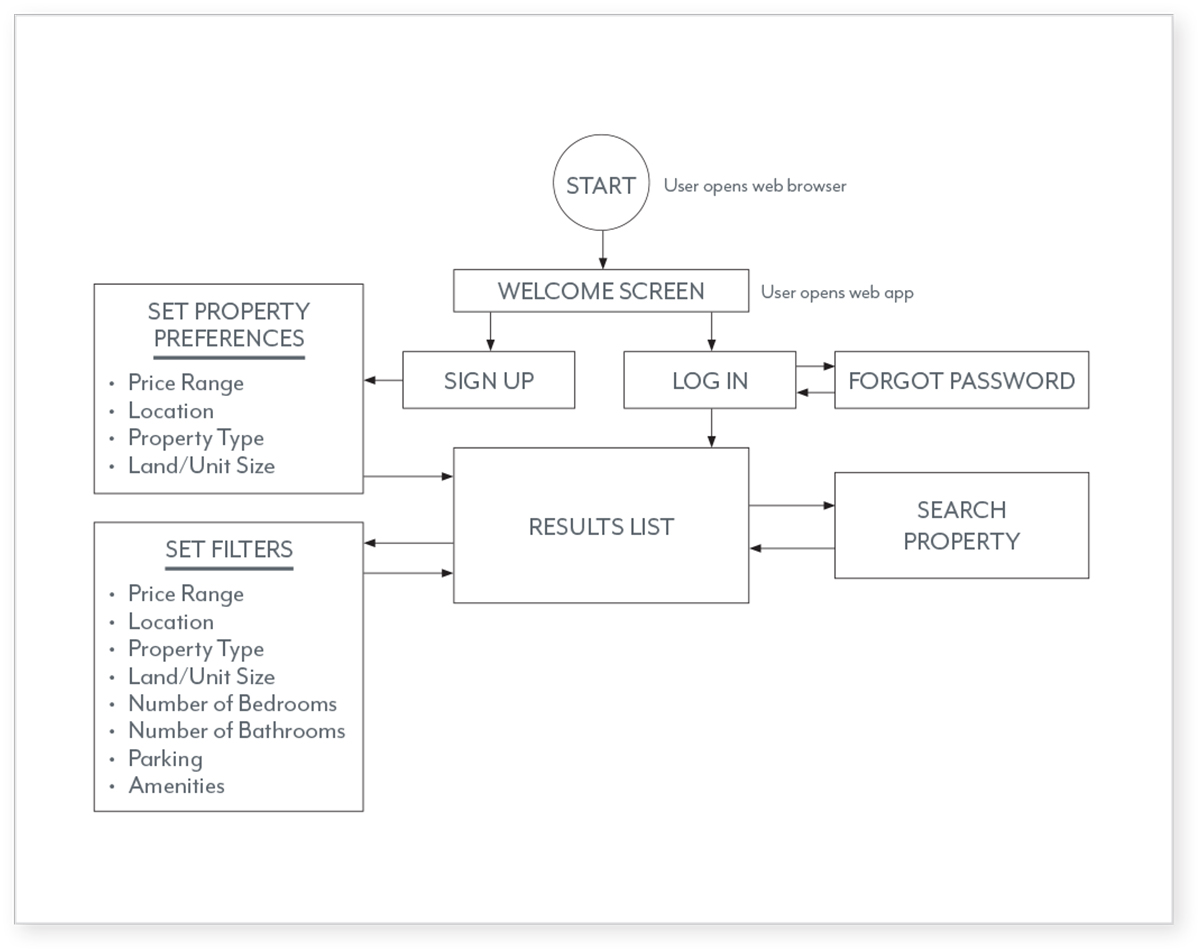 START
User opens web browser
WELCOME SCREEN
User opens web app
SET PROPERTY
PREFERENCES
• Price Range
• Location
• Property Type
• Land/Unit Size
SIGN UP
LOG IN
FORGOT PASSWORD
RESULTS LIST
SEARCH
PROPERTY
SET FILTERS
• Price Range
• Location
• Property Type
• Land/Unit Size
• Number of Bedrooms
• Number of Bathrooms
• Parking
• Amenities